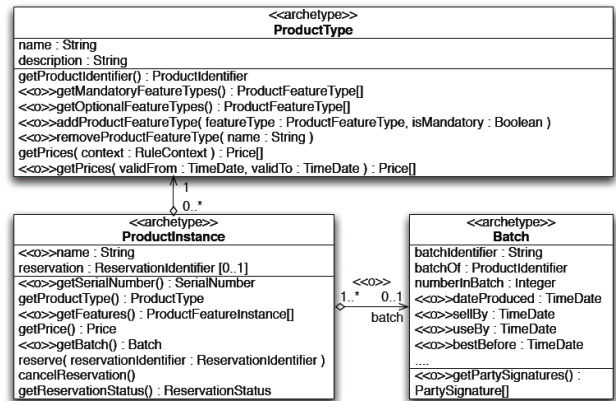 <<archetype>>
ProductType
name : String
description : String
getProductIdentifier() : ProductIdentifier
<<o>>getMandatoryFeatureTypes() : ProductFeatureType[]
<<o>>getOptionalFeatureTypes() : ProductFeatureType[]
<<o>>addProductFeatureType( featureType : ProductFeatureType, isMandatory : Boolean )
<<o>>removeProductFeatureType( name : String )
getPrices( context : RuleContext ) : Price[]
<<o>>getPrices( validFrom : TimeDate, validTo : TimeDate ) : Price[]
1
0..*
<<archetype>>
ProductInstance
<<o>>name : String
reservation : ReservationIdentifier [0..1]
<<o>>getSerialNumber() : SerialNumber
getProductType() : ProductType
<<o>>getFeatures() : ProductFeatureInstance[]
getPrice() : Price
<<o>>getBatch() : Batch
reserve( reservationIdentifier : ReservationIdentifier )
cancelReservation()
getReservationStatus() : ReservationStatus
<<o>>
1..* 0..1
batch
<<archetype>>
Batch
batchIdentifier : String
batchOf : ProductIdentifier
numberInBatch : Integer
<<o>>dateProduced : TimeDate
<<o>>sellBy : TimeDate
<<o>>useBy : TimeDate
<<o>>bestBefore : TimeDate
....
<<o>>getPartySignatures() :
PartySignature[]